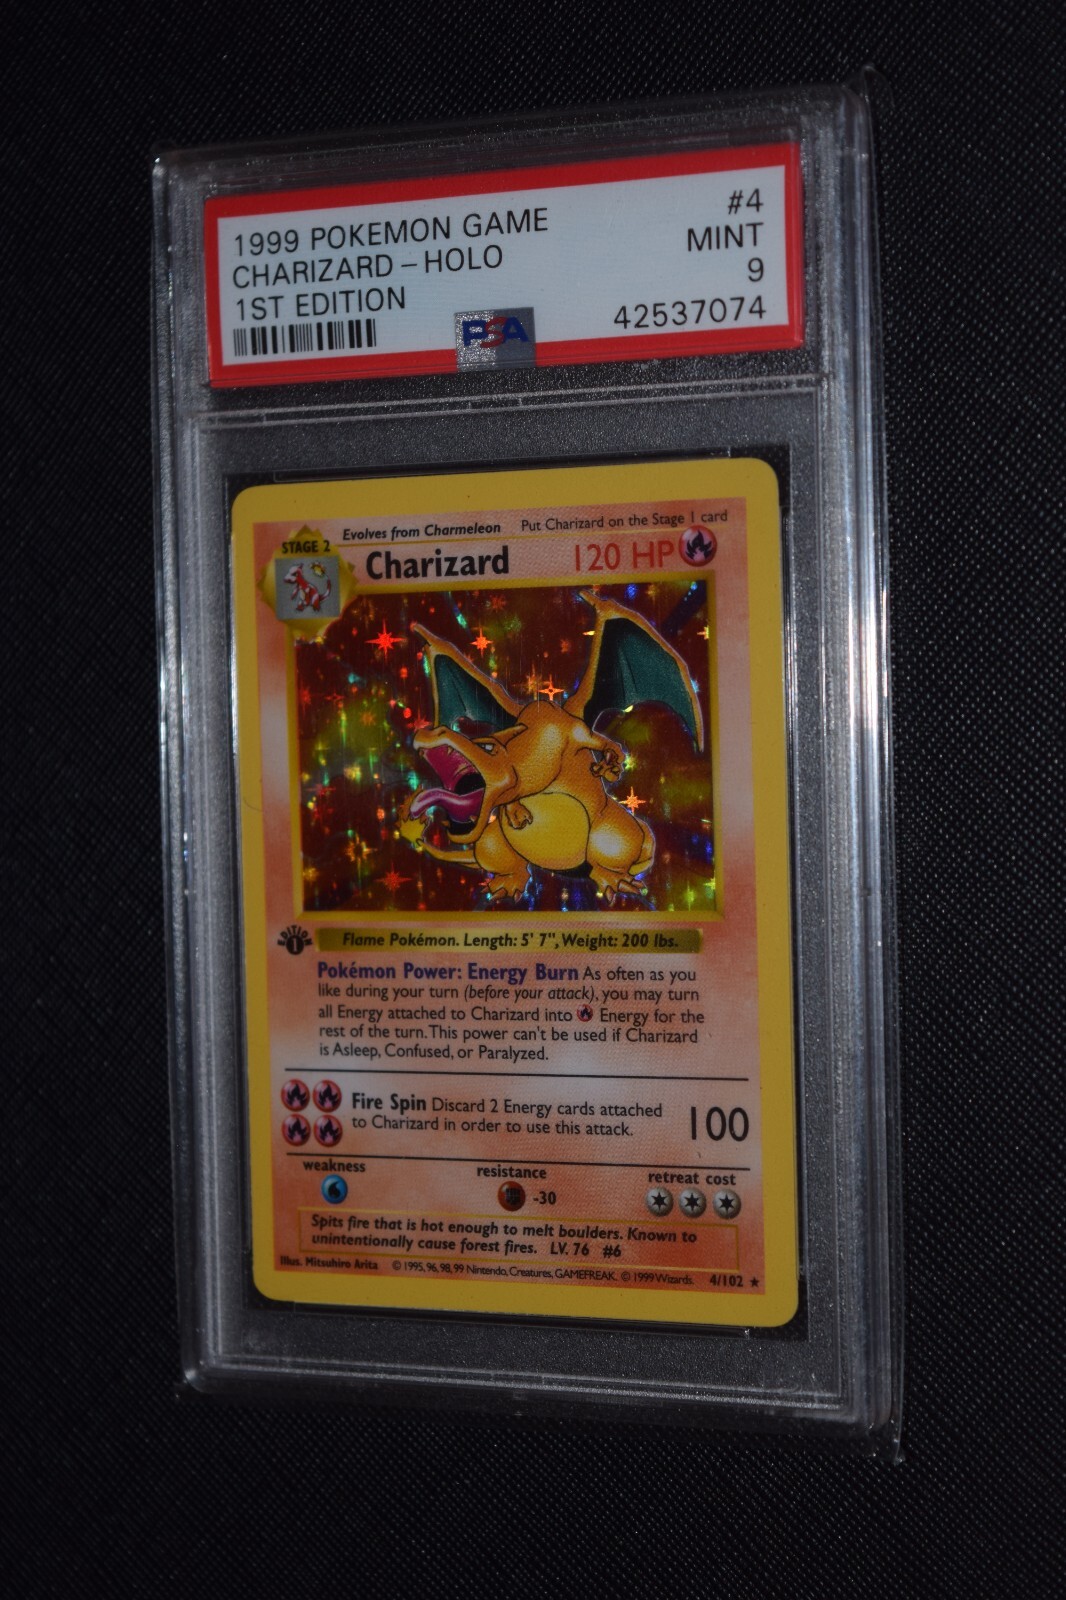 1999 POKEMON GAME
#4
CHARIZARD - HOLO
MINT
1ST EDITION
9
PSA
42537074
Evolves from Charmeleon
Put Charizard on the Stage 1 card
STAGE 2
Charizard
120 HP
EDITION
1
Flame Pokémon. Length: 5' 7", Weight: 200 lbs.
Pokémon Power: Energy Burn As often as you
like during your turn (before your attack), you may turn
all Energy attached to Charizard into Energy for the
rest of the turn. This power can't be used if Charizard
is Asleep, Confused, or Paralyzed.
Fire Spin Discard 2 Energy cards attached
to Charizard in order to use this attack.
100
weakness
resistance
retreat cost
-30
Spits fire that is hot enough to melt boulders. Known to
unintentionally cause forest fires. LV. 76 #6
Illus. Mitsuhiro Arita © 1995, 96, 98, 99 Nintendo, Creatures, GAMEFREAK. © 1999 Wizards. 4/102 ★